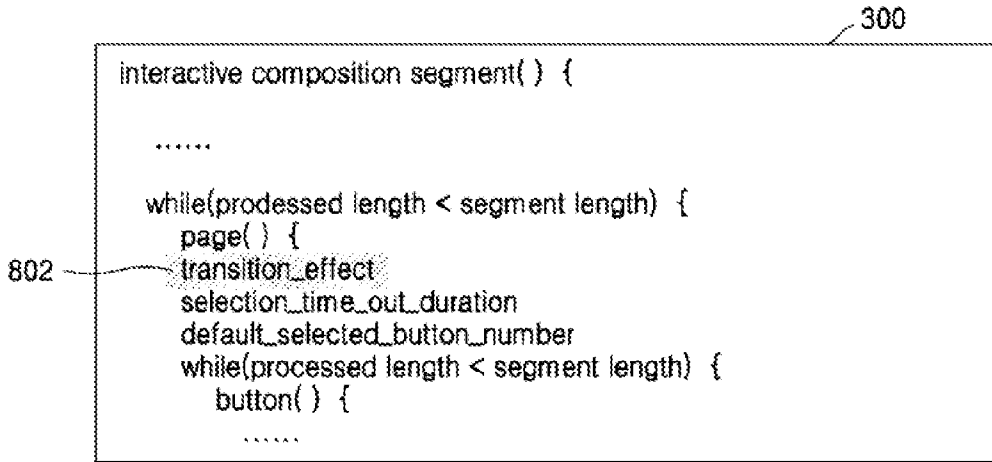 300
interactive composition segment( ) {
......
while(prodessed length < segment length) {
page( ) {
802
transition_effect
selection_time_out_duration
default_selected_button_number
while(processed length < segment length) {
button( ) {
......